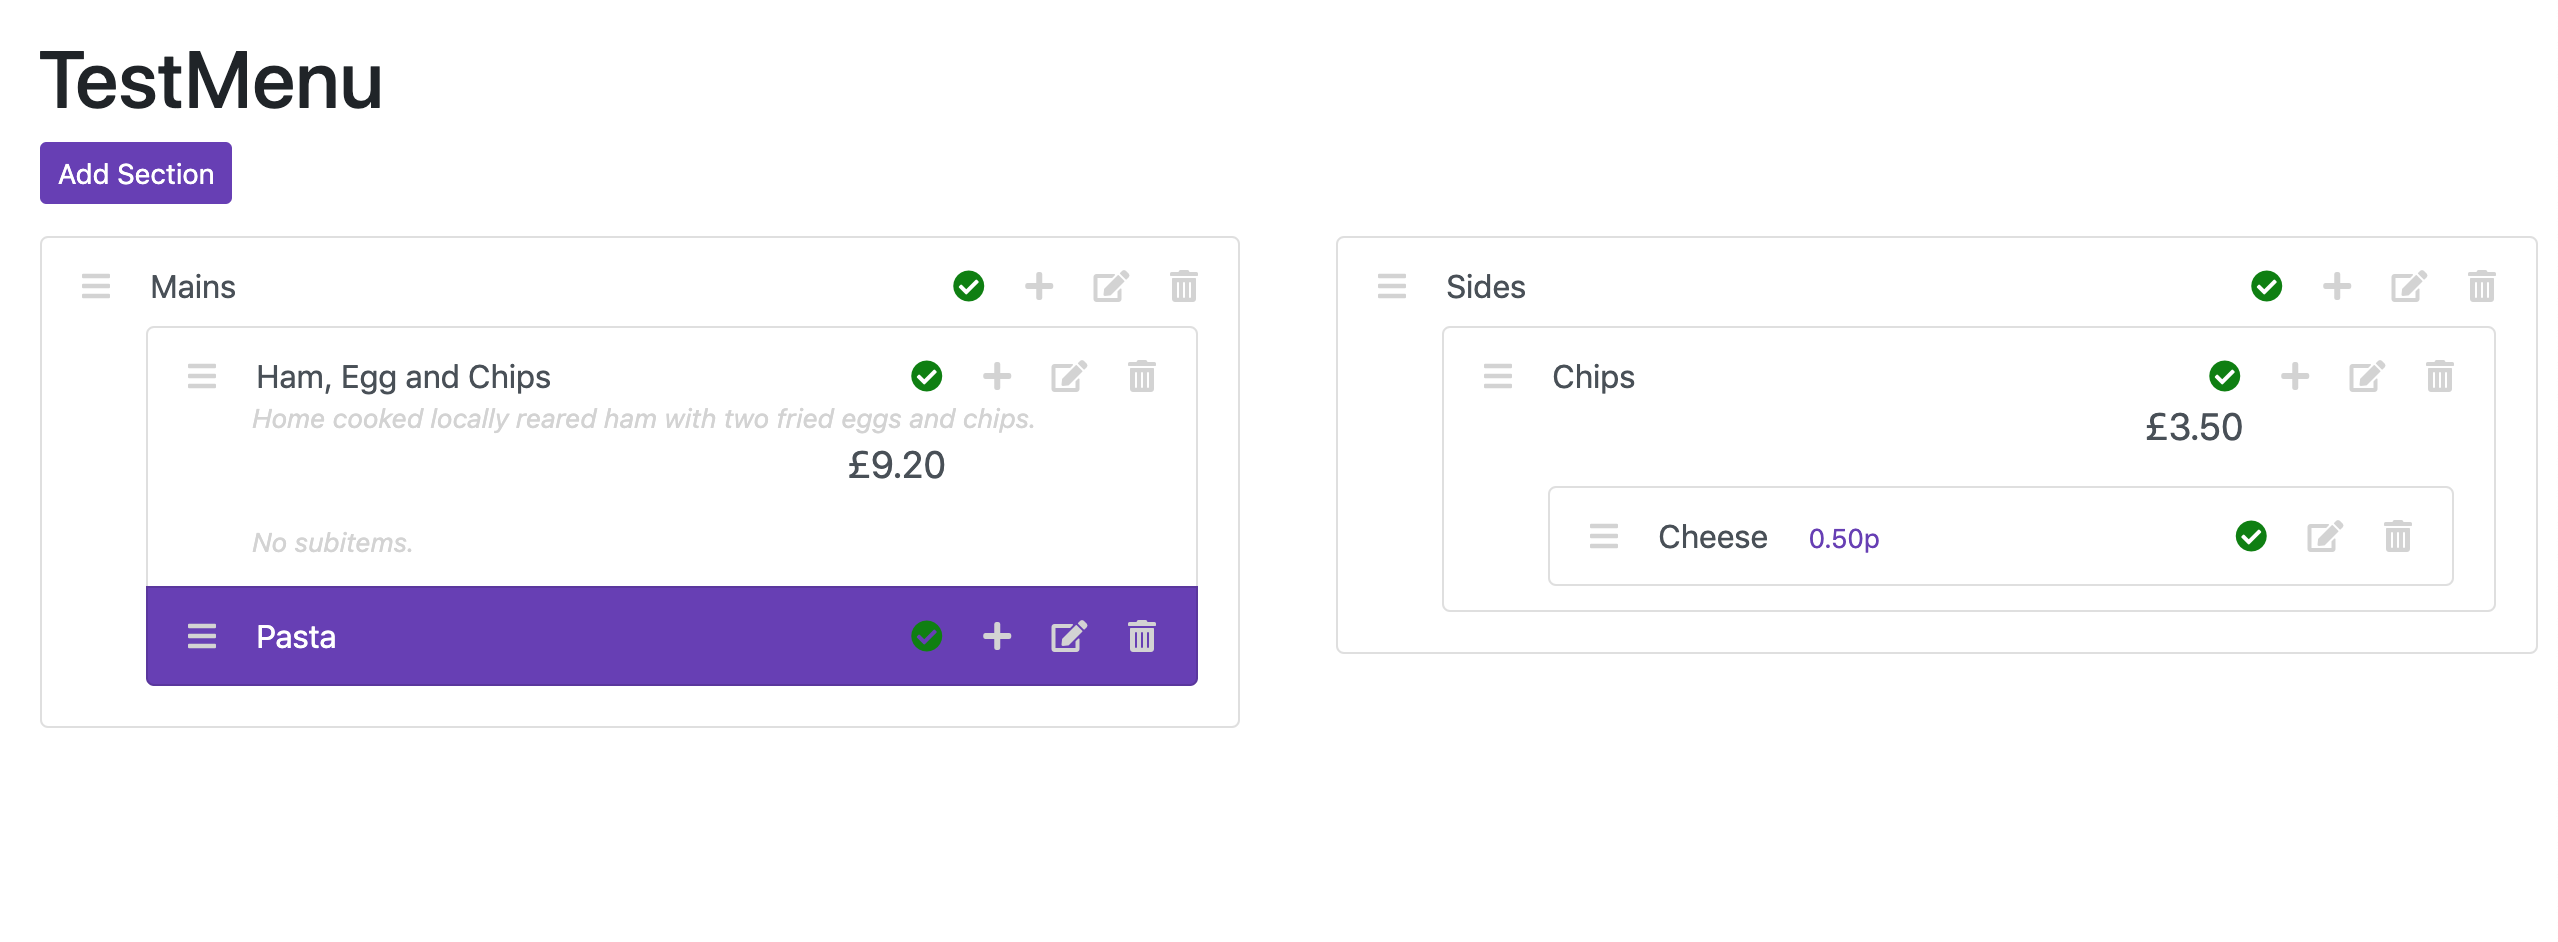 TestMenu
Add Section
Mains
Ham, Egg and Chips
Home cooked locally reared ham with two fried eggs and chips.
£9.20
No subitems.
Pasta
Sides
Chips
£3.50
Cheese 0.50p